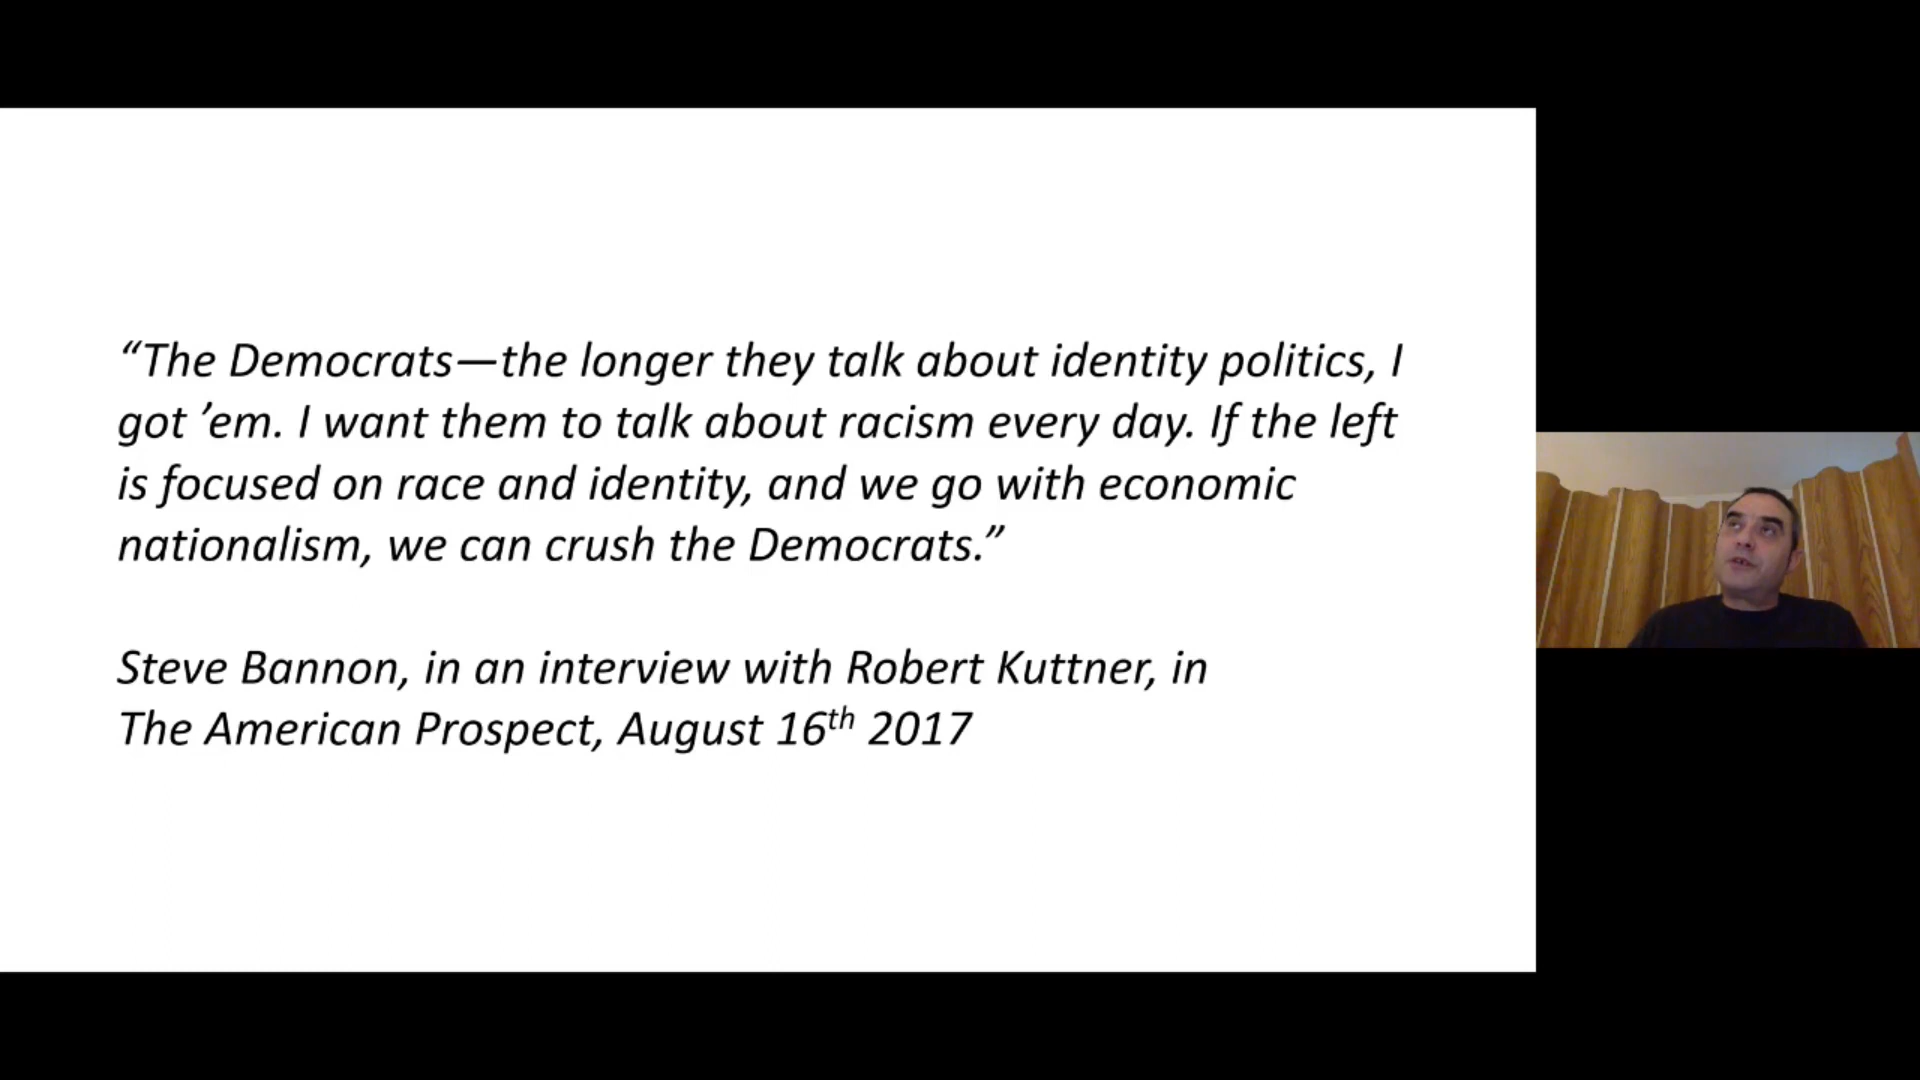 “The Democrats—the longer they talk about identity politics, I
got ’em. I want them to talk about racism every day. If the left
is focused on race and identity, and we go with economic
nationalism, we can crush the Democrats.”
Steve Bannon, in an interview with Robert Kuttner, in
The American Prospect, August 16th 2017